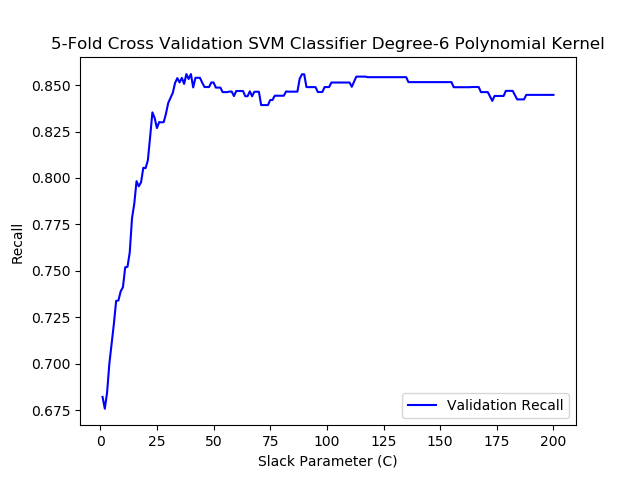 5-Fold Cross Validation SVM Classifier Degree-6 Polynomial Kernel
0.850
0.825
0.800
0.775
0.750
0.725
0.700
0.675
Recall
Validation Recall
0 25 50 75 100 125 150 175 200
Slack Parameter (C)